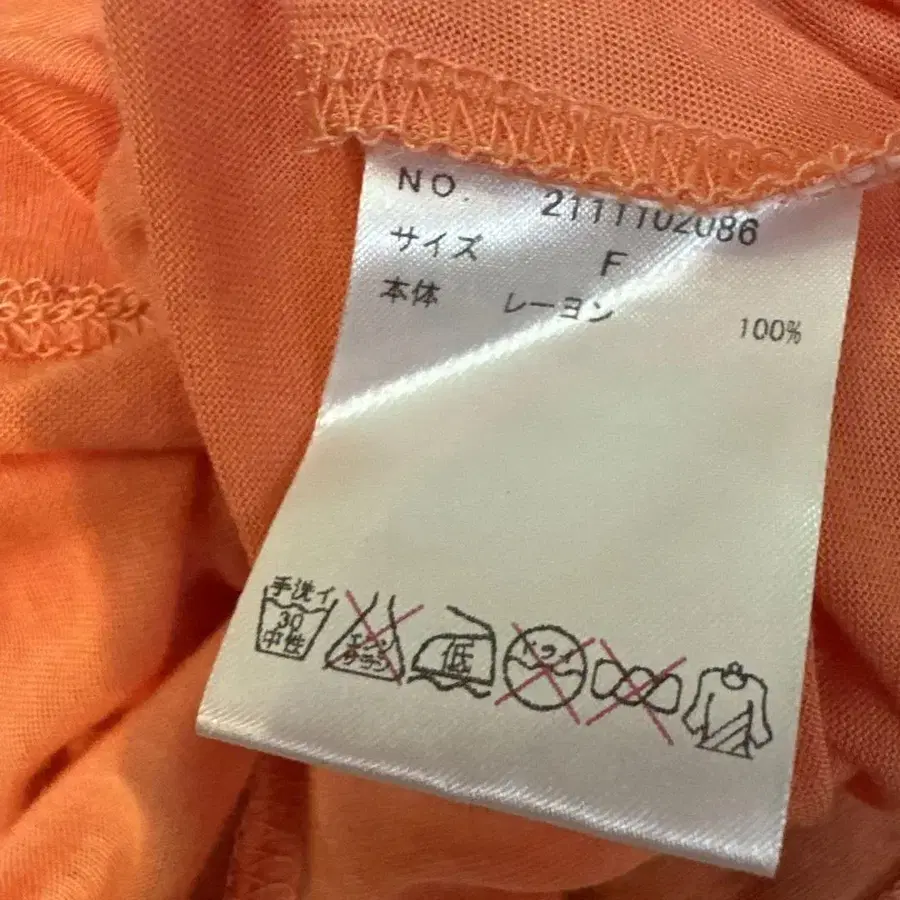 NO. 2111102086
サイズ F
本体 レーヨン 100%
手洗イ
30
中性
エンソ
サラシ
低
ドライ